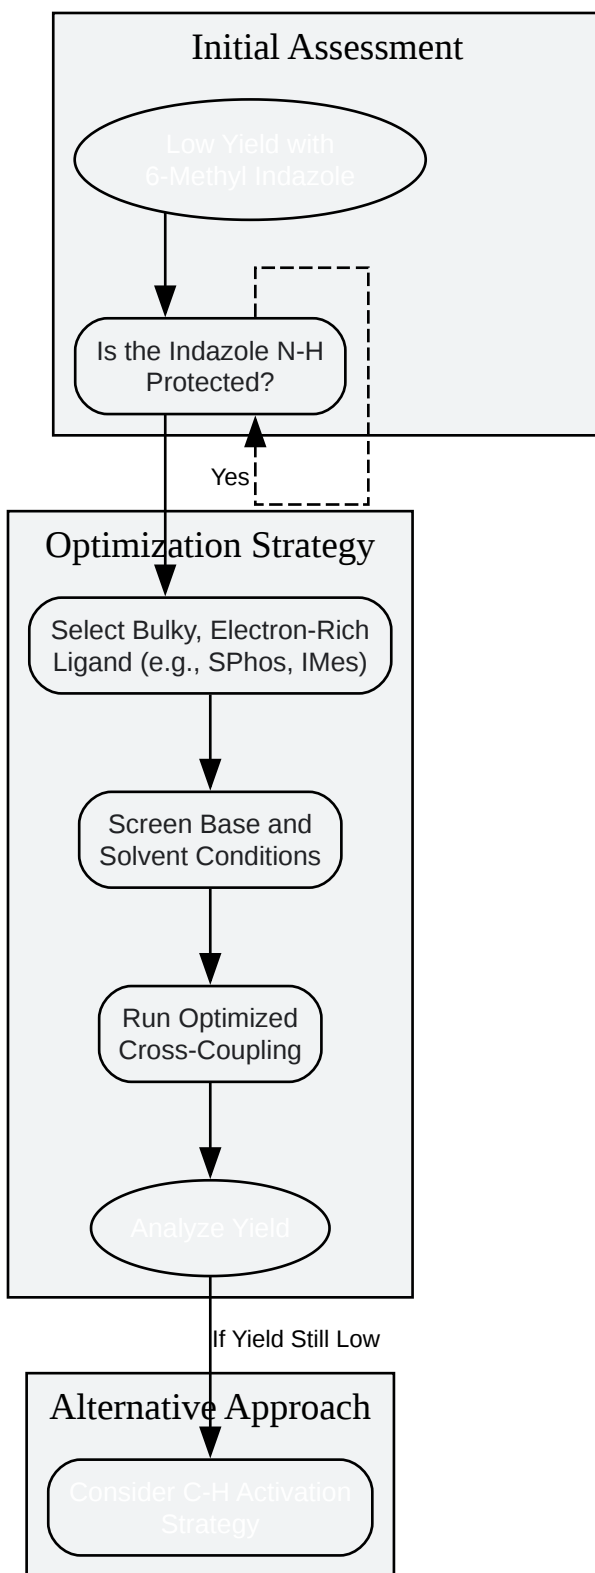 Initial Assessment
Low Yield with
6-Methyl Indazole
Is the Indazole N-H
Protected?
Yes
Optimization Strategy
Select Bulky, Electron-Rich
Ligand (e.g., SPhos, IMes)
Screen Base and
Solvent Conditions
Run Optimized
Cross-Coupling
Analyze Yield
If Yield Still Low
Alternative Approach
Consider C-H Activation
Strategy